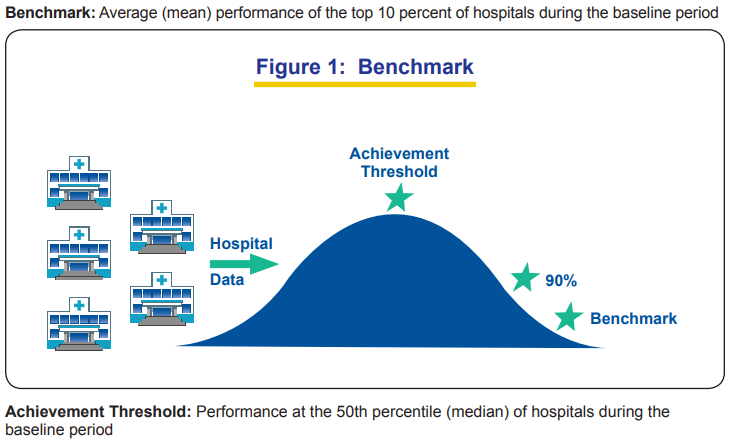 Benchmark: Average (mean) performance of the top 10 percent of hospitals during the baseline period
Figure 1: Benchmark
Achievement
Threshold
Hospital
Data
90%
Benchmark
Achievement Threshold: Performance at the 50th percentile (median) of hospitals during the
baseline period